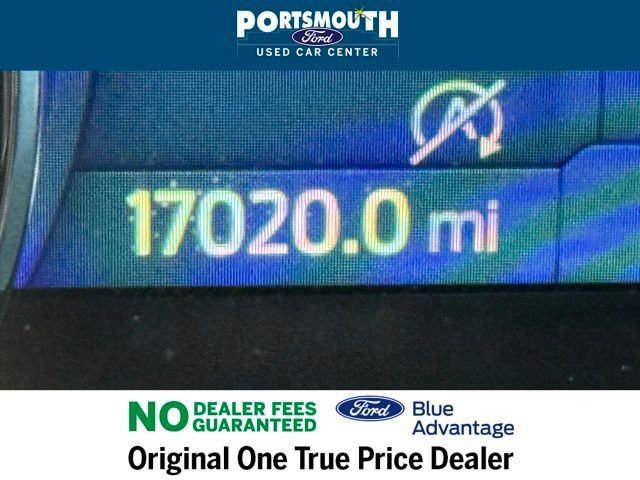 PORTSMOUTH
Ford
USED CAR CENTER
A
17020.0 mi
NO DEALER FEES
GUARANTEED
Ford
Blue
Advantage
Original One True Price Dealer